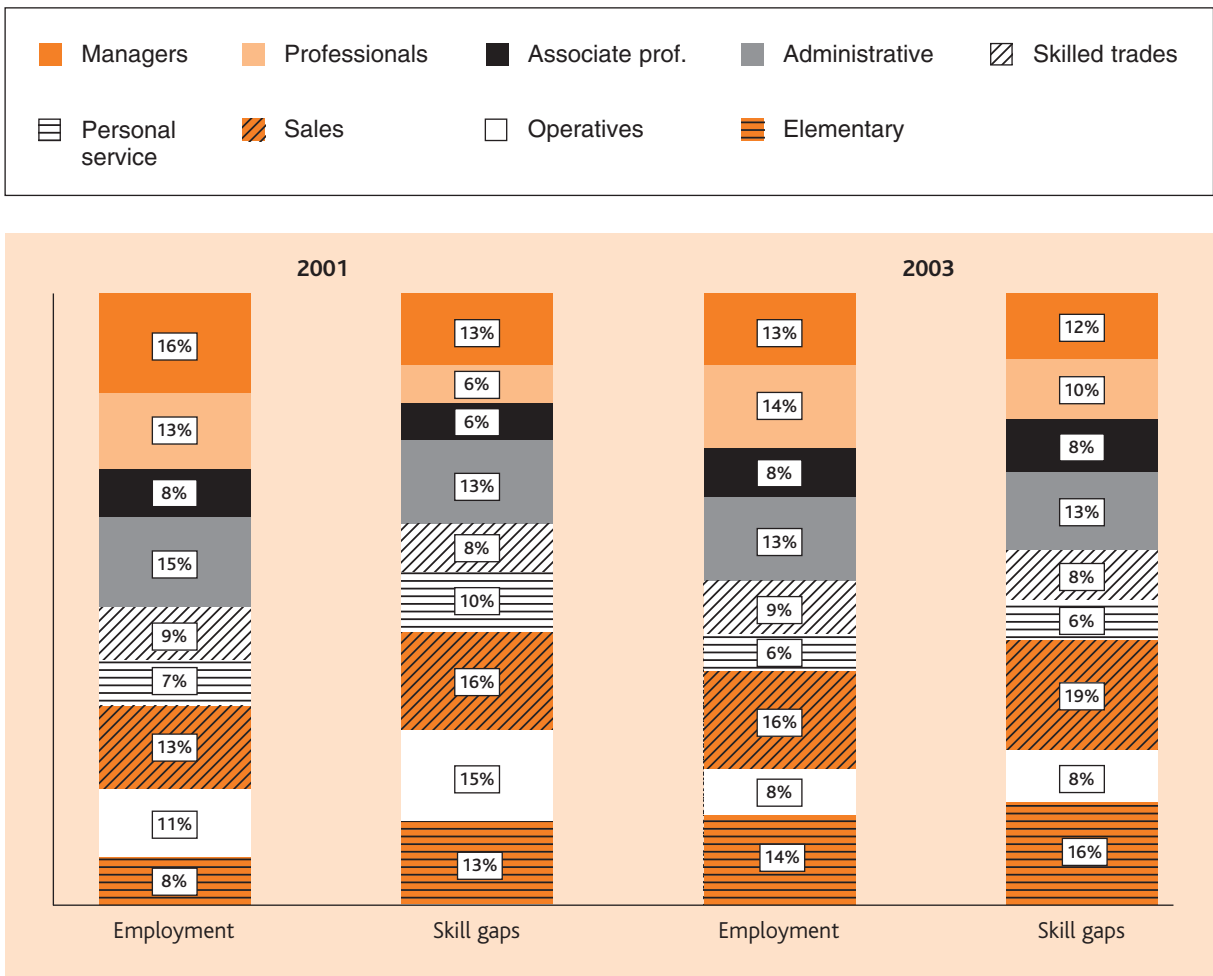 Managers
Professionals
Associate prof.
Administrative
Skilled trades
Personal
service
Sales
Operatives
Elementary
2001
2003
16%
13%
8%
15%
9%
7%
13%
11%
8%
13%
6%
6%
13%
8%
10%
16%
15%
13%
13%
14%
8%
13%
9%
6%
16%
8%
14%
12%
10%
8%
13%
8%
6%
19%
8%
16%
Employment
Skill gaps
Employment
Skill gaps